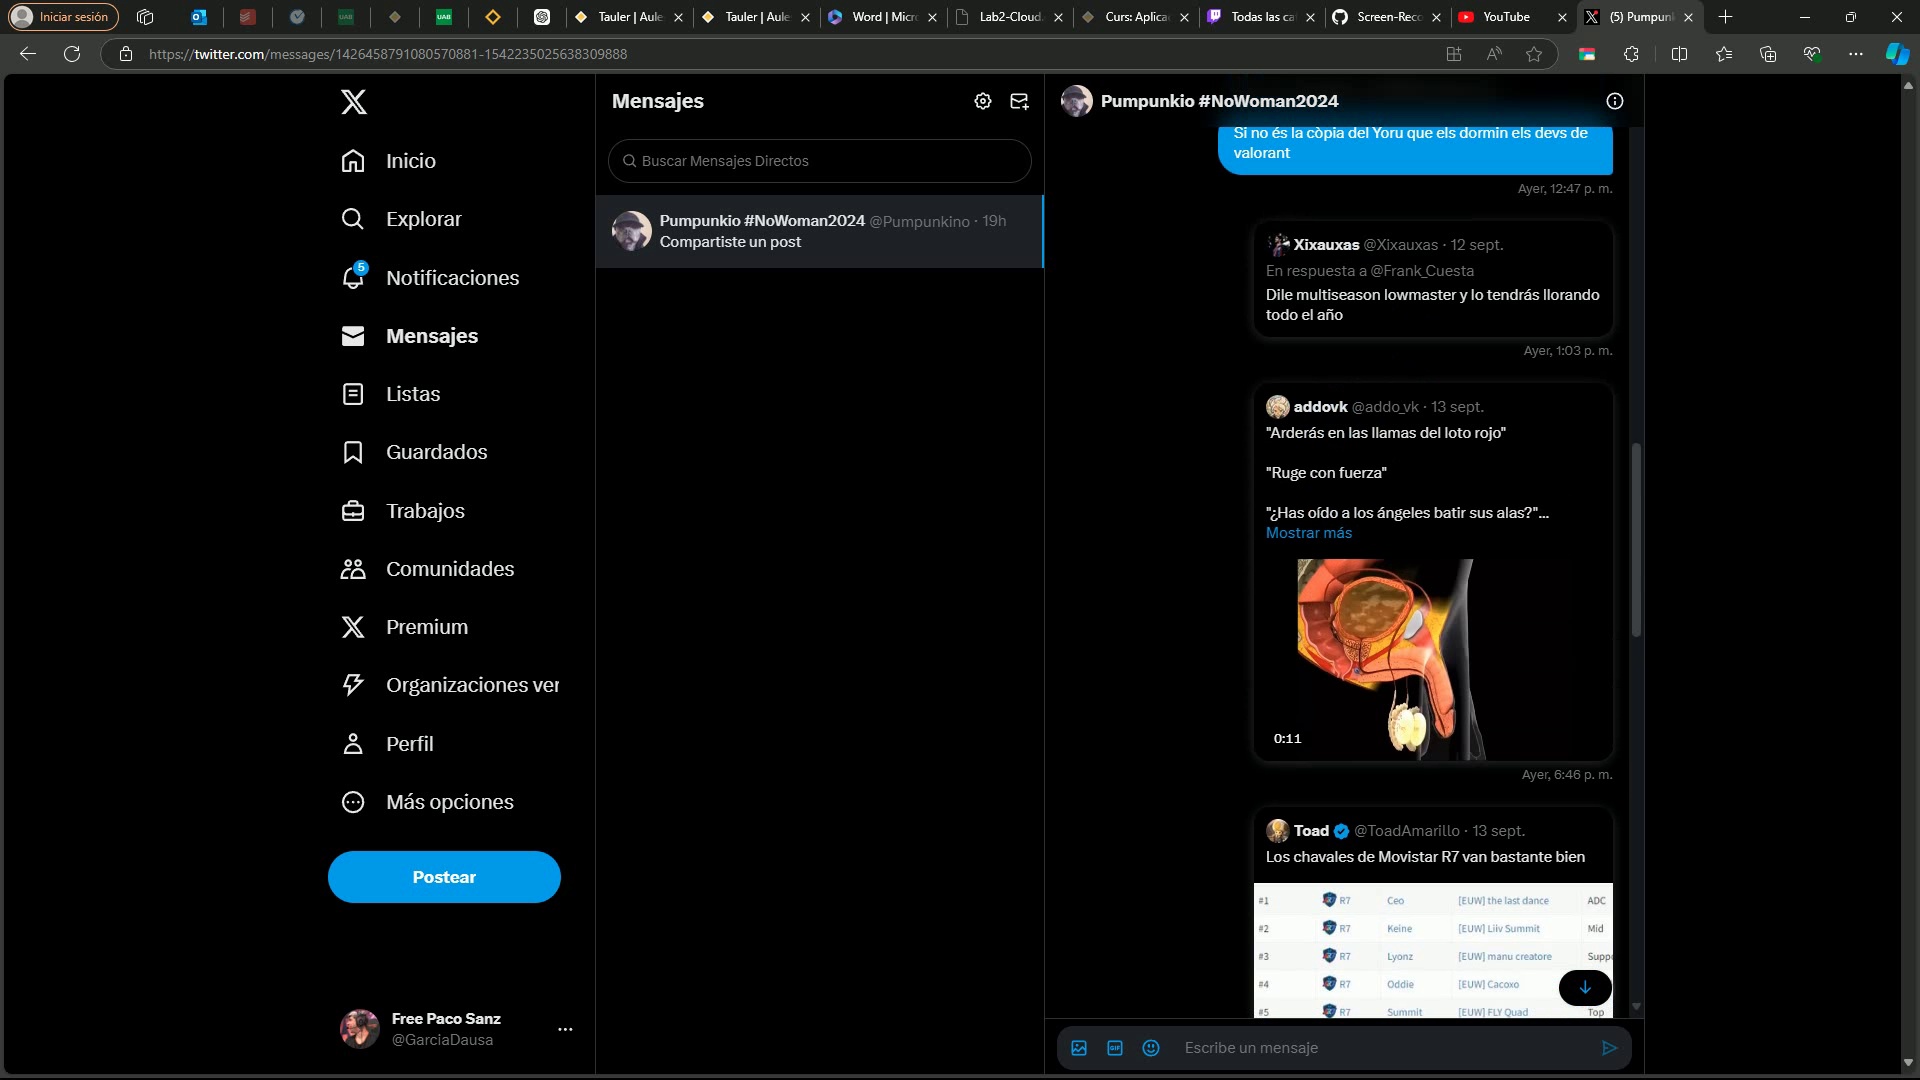 Iniciar sesión
Tauler | Aule
Tauler | Aule
Word | Micro
Lab2-Cloud
Curs: Aplica
Todas las ca
Screen-Reco
YouTube
(5) Pumpun
https://twitter.com/messages/1426458791080570881-1542235025638309888
Inicio
Explorar
5
Notificaciones
Mensajes
Listas
Guardados
Trabajos
Comunidades
Premium
Organizaciones ver
Perfil
Más opciones
Postear
Free Paco Sanz
@GarciaDausa
Mensajes
Buscar Mensajes Directos
Pumpunkio #NoWoman2024 @Pumpunkino · 19h
Compartiste un post
Pumpunkio #NoWoman2024
Si no és la còpia del Yoru que els dormin els devs de
valorant
Ayer, 12:47 p. m.
Xixauxas @Xixauxas · 12 sept.
En respuesta a @Frank_Cuesta
Dile multiseason lowmaster y lo tendrás llorando
todo el año
Ayer, 1:03 p. m.
addovk @addo_vk · 13 sept.
"Arderás en las llamas del loto rojo"
"Ruge con fuerza"
"¿Has oído a los ángeles batir sus alas?"...
Mostrar más
0:11
Ayer, 6:46 p. m.
Toad @ToadAmarillo · 13 sept.
Los chavales de Movistar R7 van bastante bien
#1 R7 Ceo [EUW] the last dance ADC
#2 R7 Keine [EUW] Liiv Summit Mid
#3 R7 Lyonz [EUW] manu creatore Suppo
#4 R7 Oddie [EUW] Cacoxo
#5 R7 Summit [EUW] FLY Quad Top
GIF
Escribe un mensaje